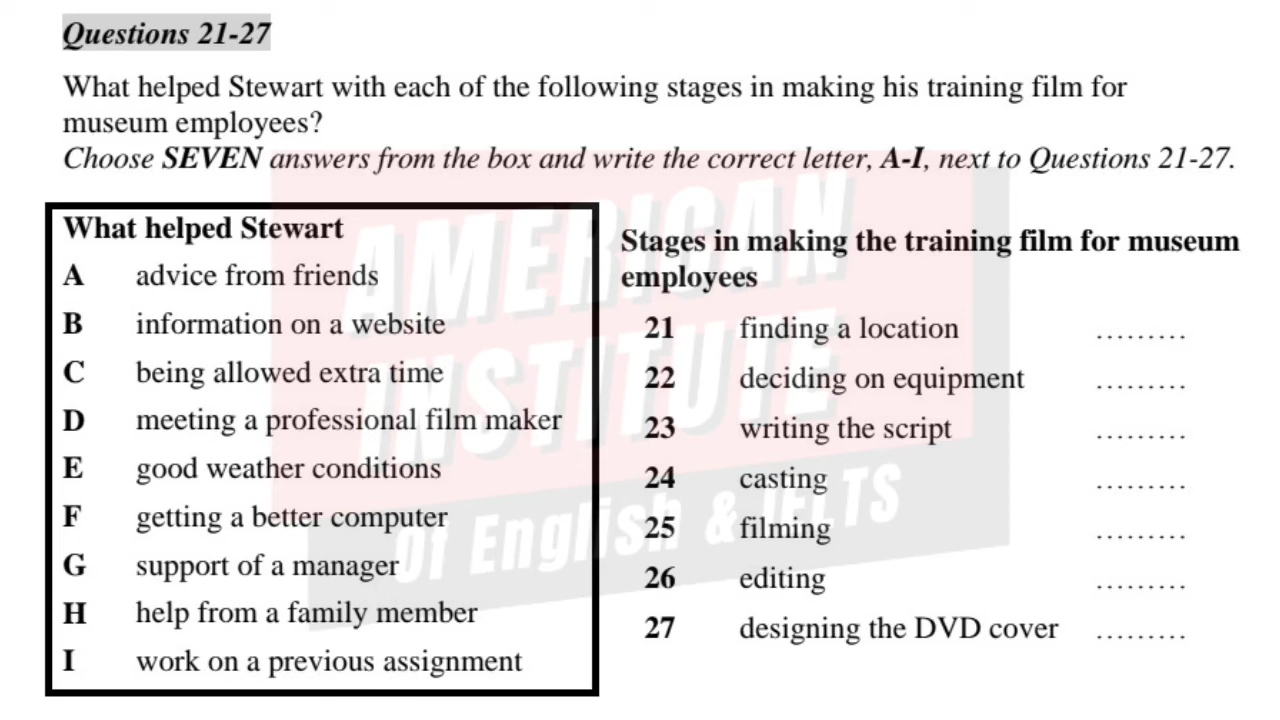 Questions 21-27
What helped Stewart with each of the following stages in making his training film for
museum employees?
Choose SEVEN answers from the box and write the correct letter, A-I, next to Questions 21-27.
What helped Stewart
A advice from friends
B information on a website
C being allowed extra time
D meeting a professional film maker
E good weather conditions
F getting a better computer
G support of a manager
H help from a family member
I work on a previous assignment
Stages in making the training film for museum
employees
21 finding a location .........
22 deciding on equipment .........
23 writing the script .........
24 casting .........
25 filming .........
26 editing .........
27 designing the DVD cover .........
AMERICAN
INSTITUTE
of English & IELTS